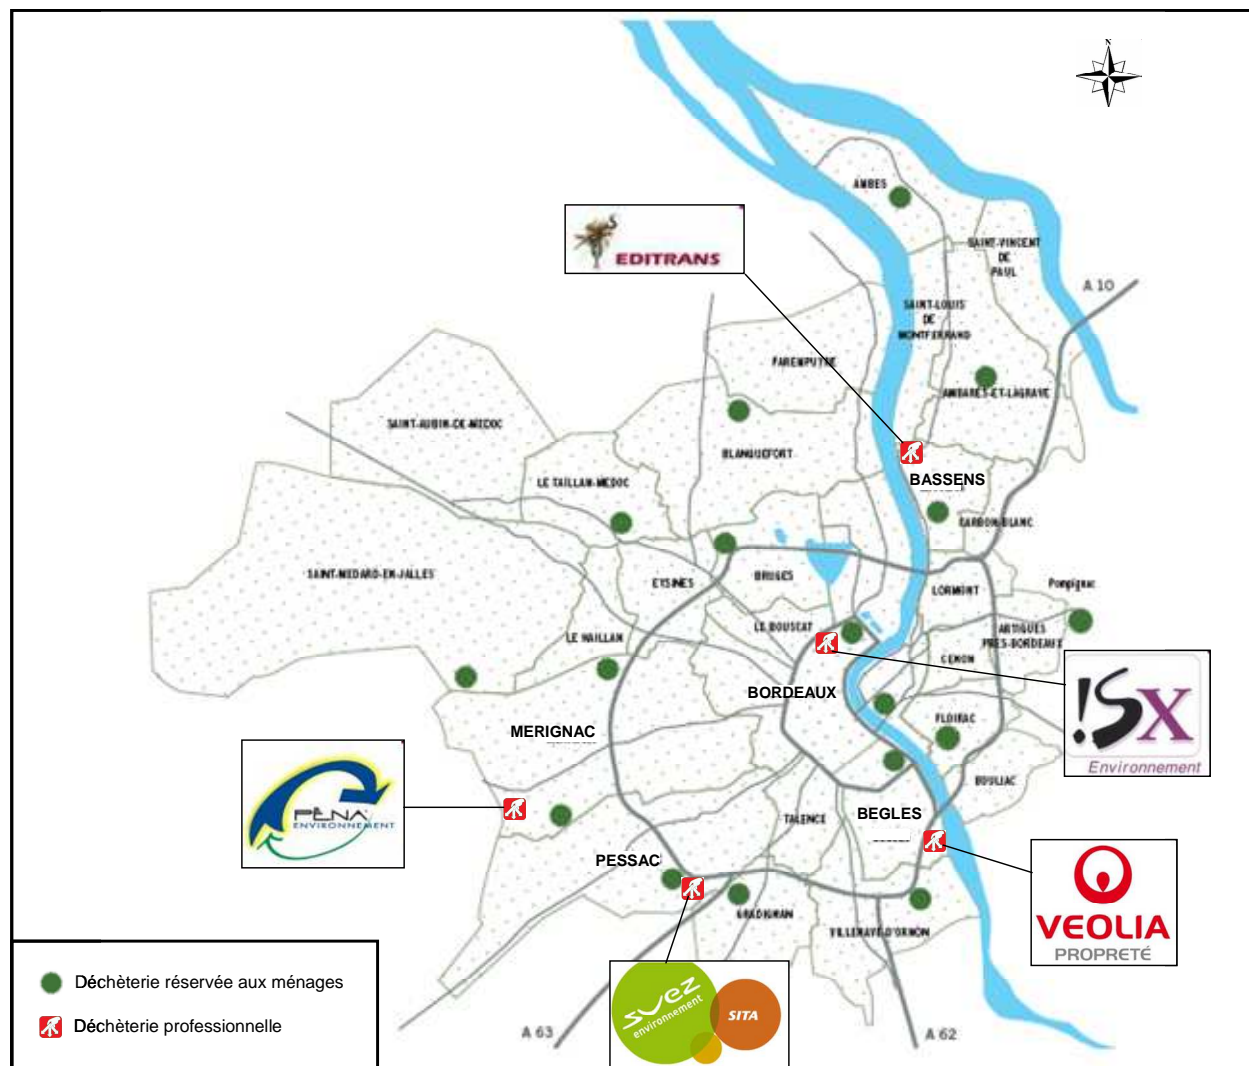 N
AMBES
EDITRANS
SAINT-VINCENT
DE
PAUL
A 10
SAINT-LOUIS
DE
MONTFERRAND
PAREMPUYRE
AMBARES-ET-LAGRAVE
SAINT-AUBIN-DE-MEDOC
BLANQUEFORT
LE TAILLAN-MEDOC
BASSENS
CARBON-BLANC
SAINT-MEDARD-EN-JALLES
EYSINES
BRUGES
LORMONT
Pompignac
LE HAILLAN
LE BOUSCAT
ARTIGUES
PRES-BORDEAUX
CENON
BORDEAUX
!SX
Environnement
MERIGNAC
FLOIRAC
BOULIAC
PÊNA
ENVIRONNEMENT
TALENCE
BEGLES
PESSAC
GRADIGNAN
VILLENAVE-D'ORNON
VEOLIA
PROPRETÉ
Déchèterie réservée aux ménages
Déchèterie professionnelle
suez
environnement
SITA
A 63
A 62